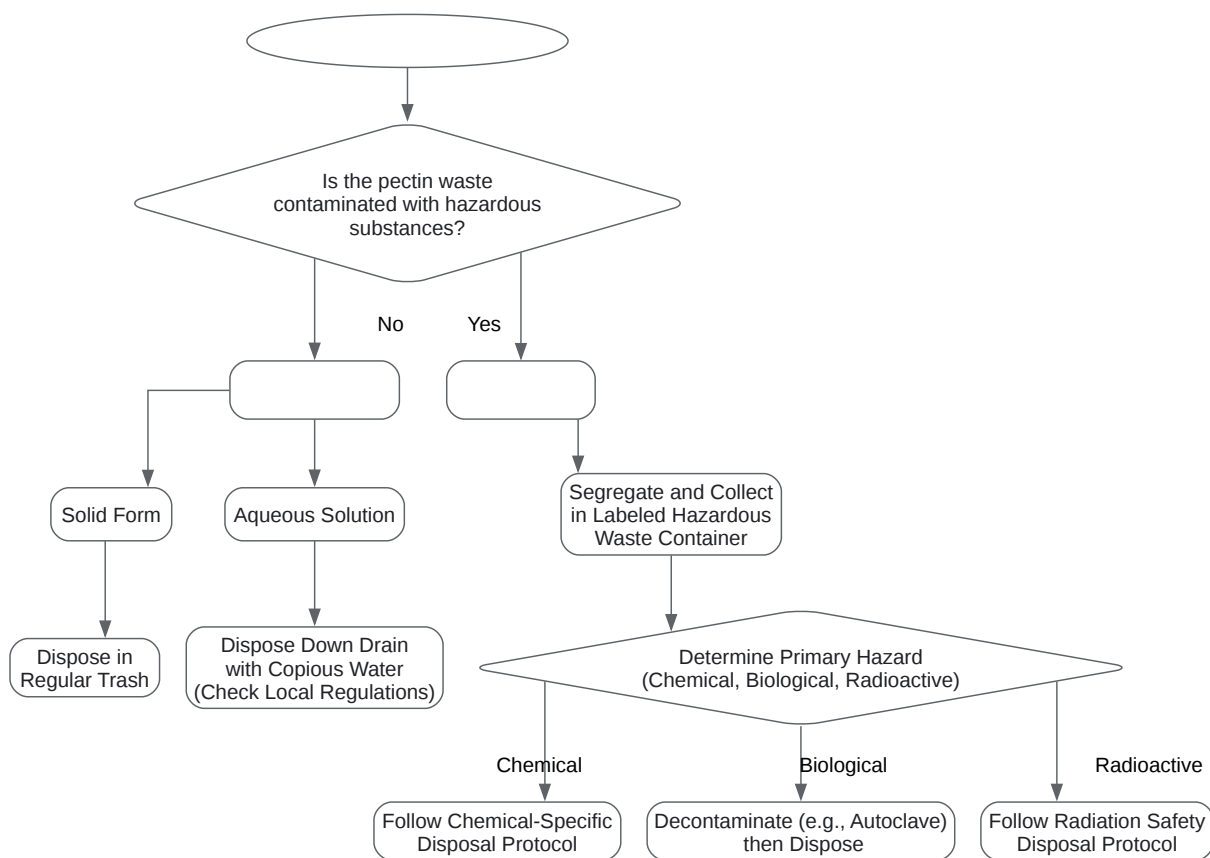 Is the pectin waste
contaminated with hazardous
substances?
No
Yes
Solid Form
Aqueous Solution
Segregate and Collect
in Labeled Hazardous
Waste Container
Dispose in
Regular Trash
Dispose Down Drain
with Copious Water
(Check Local Regulations)
Determine Primary Hazard
(Chemical, Biological, Radioactive)
Chemical
Biological
Radioactive
Follow Chemical-Specific
Disposal Protocol
Decontaminate (e.g., Autoclave)
then Dispose
Follow Radiation Safety
Disposal Protocol